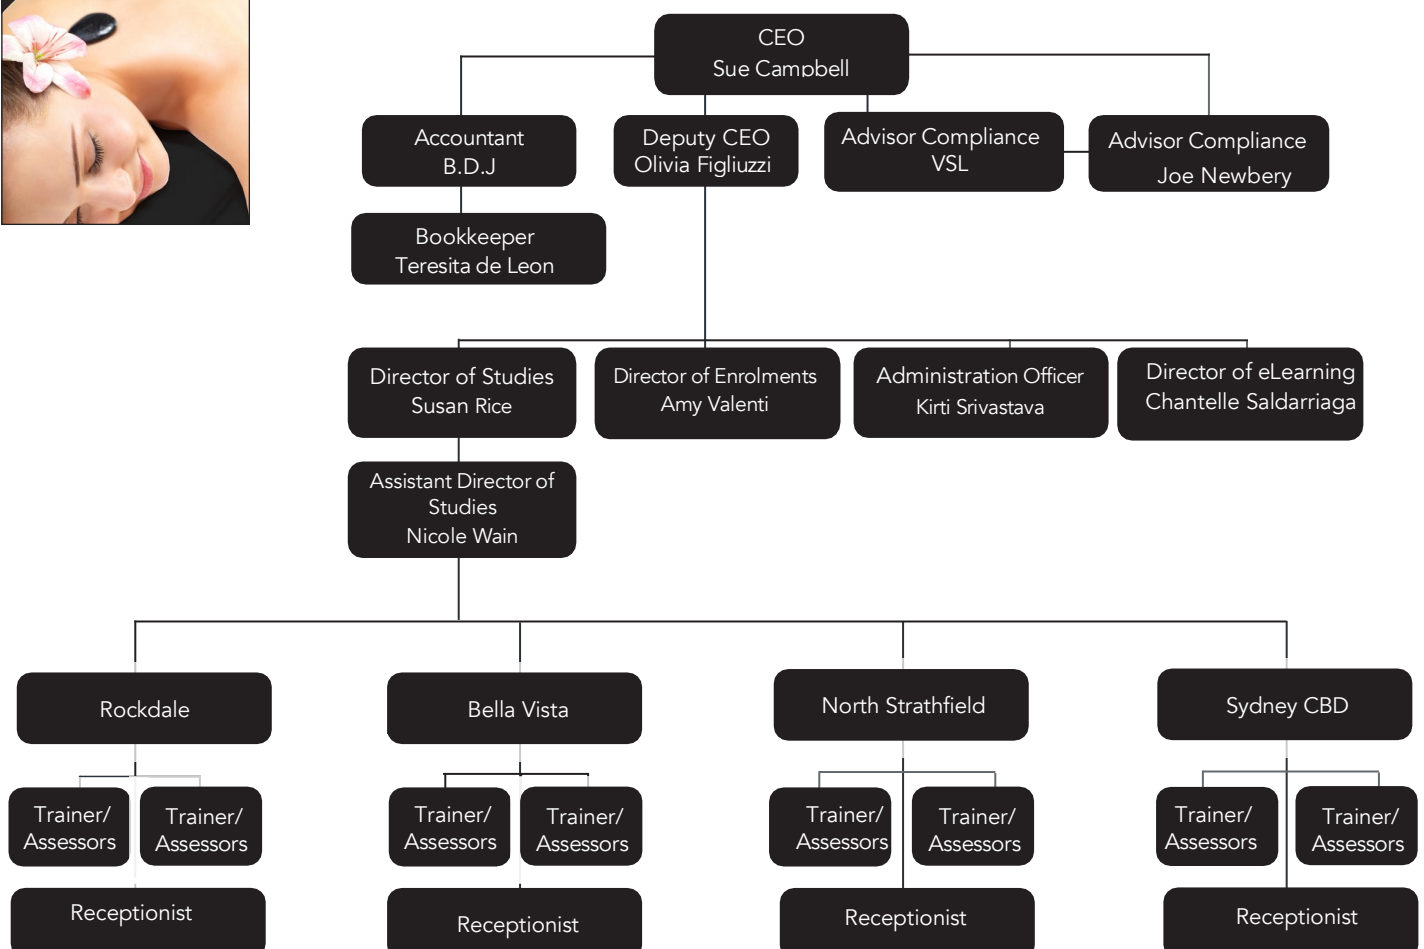 CEO
Sue Campbell
Accountant
B.D.J
Deputy CEO
Olivia Figliuzzi
Advisor Compliance
VSL
Advisor Compliance
Joe Newbery
Bookkeeper
Teresita de Leon
Director of Studies
Susan Rice
Director of Enrolments
Amy Valenti
Administration Officer
Kirti Srivastava
Director of eLearning
Chantelle Saldarriaga
Assistant Director of
Studies
Nicole Wain
Rockdale
Bella Vista
North Strathfield
Sydney CBD
Trainer/
Assessors
Trainer/
Assessors
Trainer/
Assessors
Trainer/
Assessors
Trainer/
Assessors
Trainer/
Assessors
Trainer/
Assessors
Trainer/
Assessors
Receptionist
Receptionist
Receptionist
Receptionist